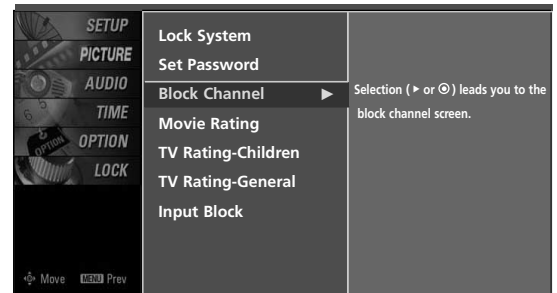 SETUP
PICTURE
AUDIO
TIME
OPTION
LOCK
Move MENU Prev
Lock System
Set Password
Block Channel ►
Movie Rating
TV Rating-Children
TV Rating-General
Input Block
Selection ( ► or ⊙ ) leads you to the
block channel screen.